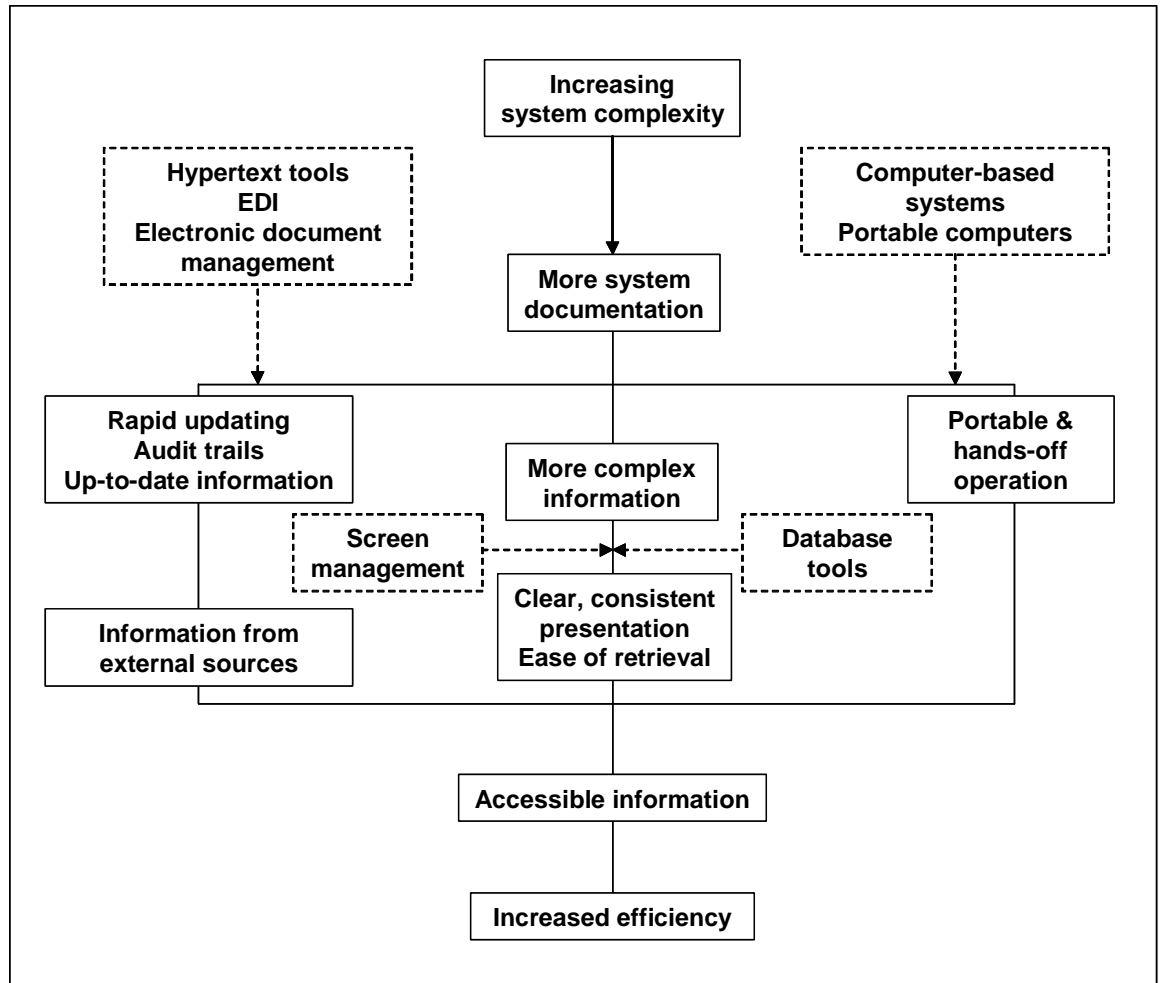 Increasing
system complexity
Hypertext tools
EDI
Electronic document
management
Computer-based
systems
Portable computers
More system
documentation
Rapid updating
Audit trails
Up-to-date information
More complex
information
Portable &
hands-off
operation
Screen
management
Database
tools
Clear, consistent
presentation
Ease of retrieval
Information from
external sources
Accessible information
Increased efficiency